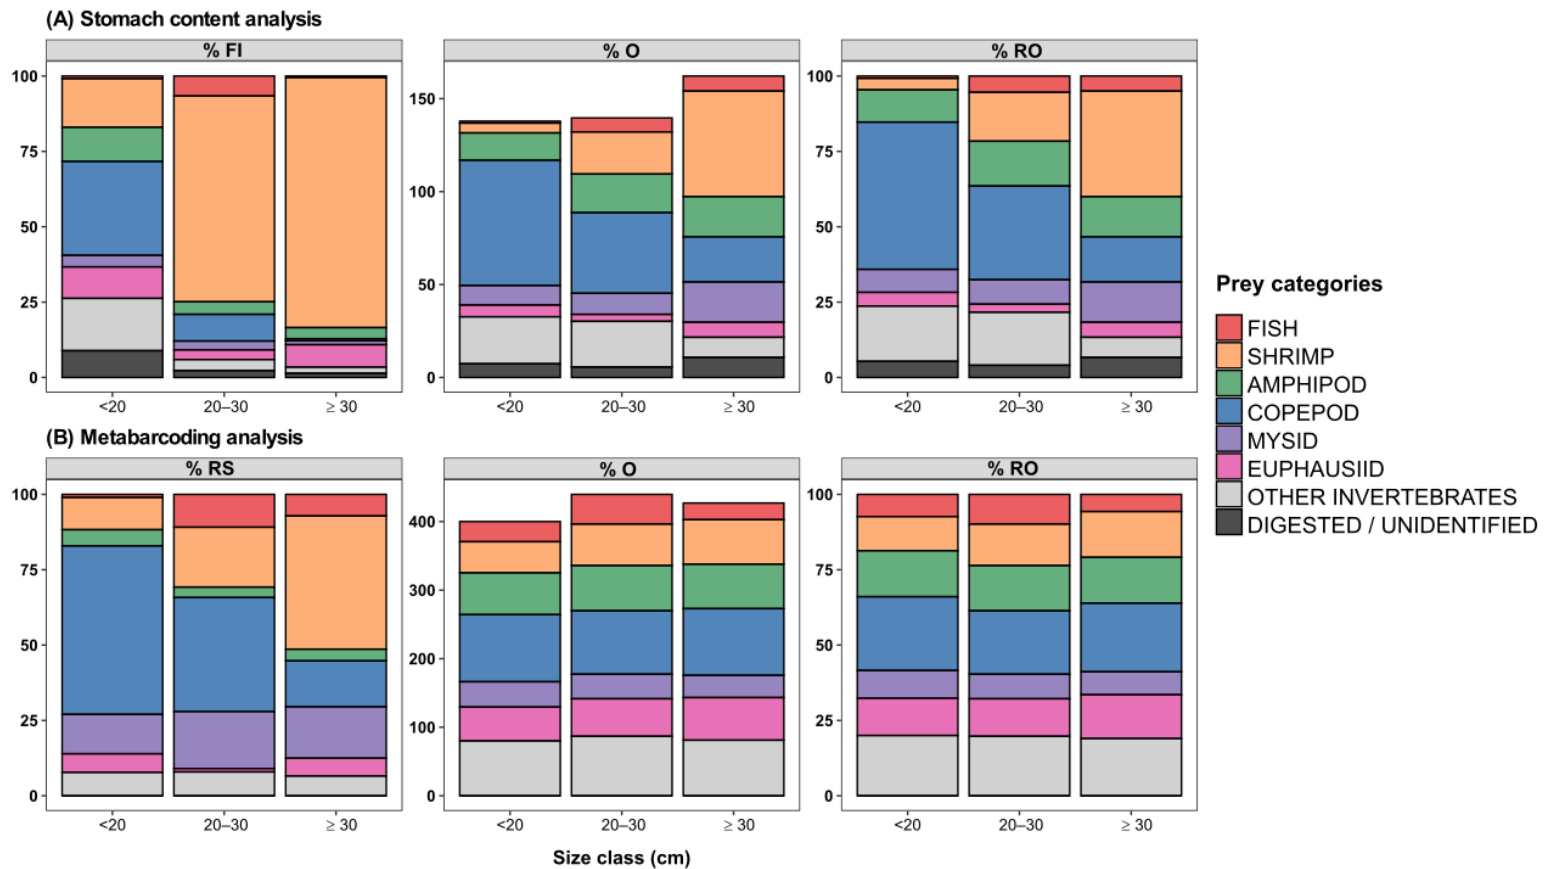 (A) Stomach content analysis
% FI
% O
% RO
100
75
50
25
0
150
100
50
0
100
75
50
25
0
<20
20–30
≥ 30
<20
20–30
≥ 30
<20
20–30
≥ 30
(B) Metabarcoding analysis
% RS
% O
% RO
100
75
50
25
0
400
300
200
100
0
100
75
50
25
0
<20
20–30
≥ 30
<20
20–30
≥ 30
<20
20–30
≥ 30
Size class (cm)
Prey categories
FISH
SHRIMP
AMPHIPOD
COPEPOD
MYSID
EUPHAUSIID
OTHER INVERTEBRATES
DIGESTED / UNIDENTIFIED